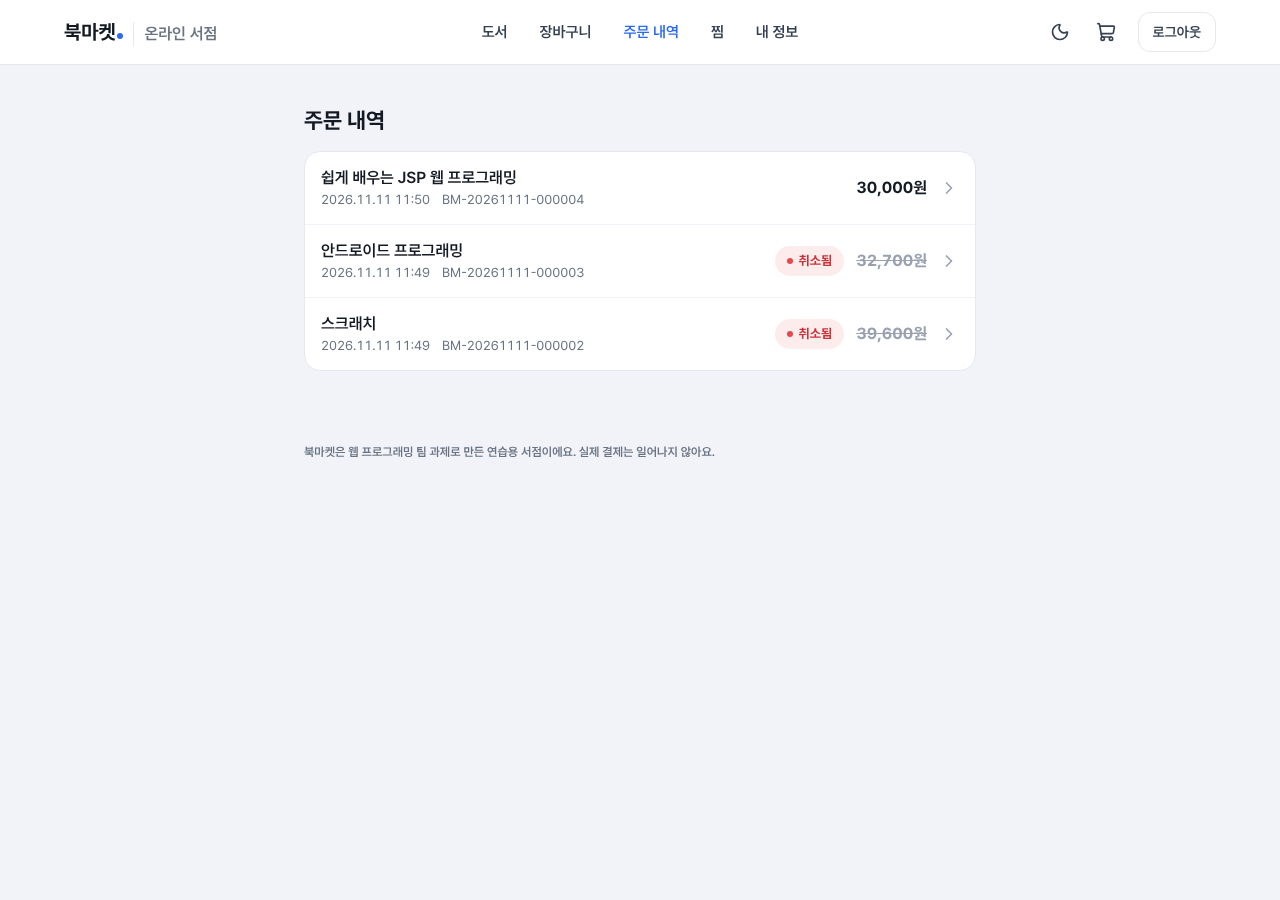 북마켓
온라인 서점
도서
장바구니
주문 내역
찜
내 정보
로그아웃
주문 내역
쉽게 배우는 JSP 웹 프로그래밍
2026.11.11 11:50 BM-20261111-000004
30,000원
안드로이드 프로그래밍
2026.11.11 11:49 BM-20261111-000003
취소됨
32,700원
스크래치
2026.11.11 11:49 BM-20261111-000002
취소됨
39,600원
북마켓은 웹 프로그래밍 팀 과제로 만든 연습용 서점이에요. 실제 결제는 일어나지 않아요.